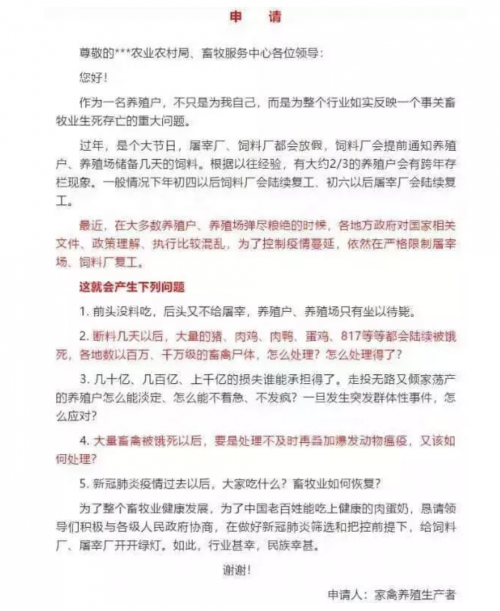 申 请
尊敬的***农业农村局、畜牧服务中心各位领导：
您好！
作为一名养殖户，不只是为我自己，而是为整个行业如实反映一个事关畜
牧业生死存亡的重大问题。
过年，是个大节日，屠宰厂、饲料厂都会放假，饲料厂会提前通知养殖
户、养殖场储备几天的饲料。根据以往经验，有大约2/3的养殖户会有跨年存
栏现象。一般情况下年初四以后饲料厂会陆续复工、初六以后屠宰厂会陆续复
工。
最近，在大多数养殖户、养殖场弹尽粮绝的时候，各地方政府对国家相关
文件、政策理解、执行比较混乱，为了控制疫情蔓延，依然在严格限制屠宰
场、饲料厂复工。
这就会产生下列问题
1. 前头没料吃，后头又不给屠宰，养殖户、养殖场只有坐以待毙。
2. 断料几天以后，大量的猪、肉鸡、肉鸭、蛋鸡、817等等都会陆续被饿
死，各地数以百万、千万级的畜禽尸体，怎么处理？怎么处理得了？
3. 几十亿、几百亿、上千亿的损失谁能承担得了。走投无路又倾家荡产
的养殖户怎么能淡定、怎么能不着急、不发疯？一旦发生突发群体性事件，怎
么应对？
4. 大量畜禽被饿死以后，要是处理不及时再叠加爆发动物瘟疫，又该如
何处理？
5. 新冠肺炎疫情过去以后，大家吃什么？畜牧业如何恢复？
为了整个畜牧业健康发展，为了中国老百姓能吃上健康的肉蛋奶，恳请领
导们积极与各级人民政府协商，在做好新冠肺炎筛选和把控前提下，给饲料
厂、屠宰厂开开绿灯。如此，行业甚幸，民族幸甚。
谢谢！
申请人：家禽养殖生产者